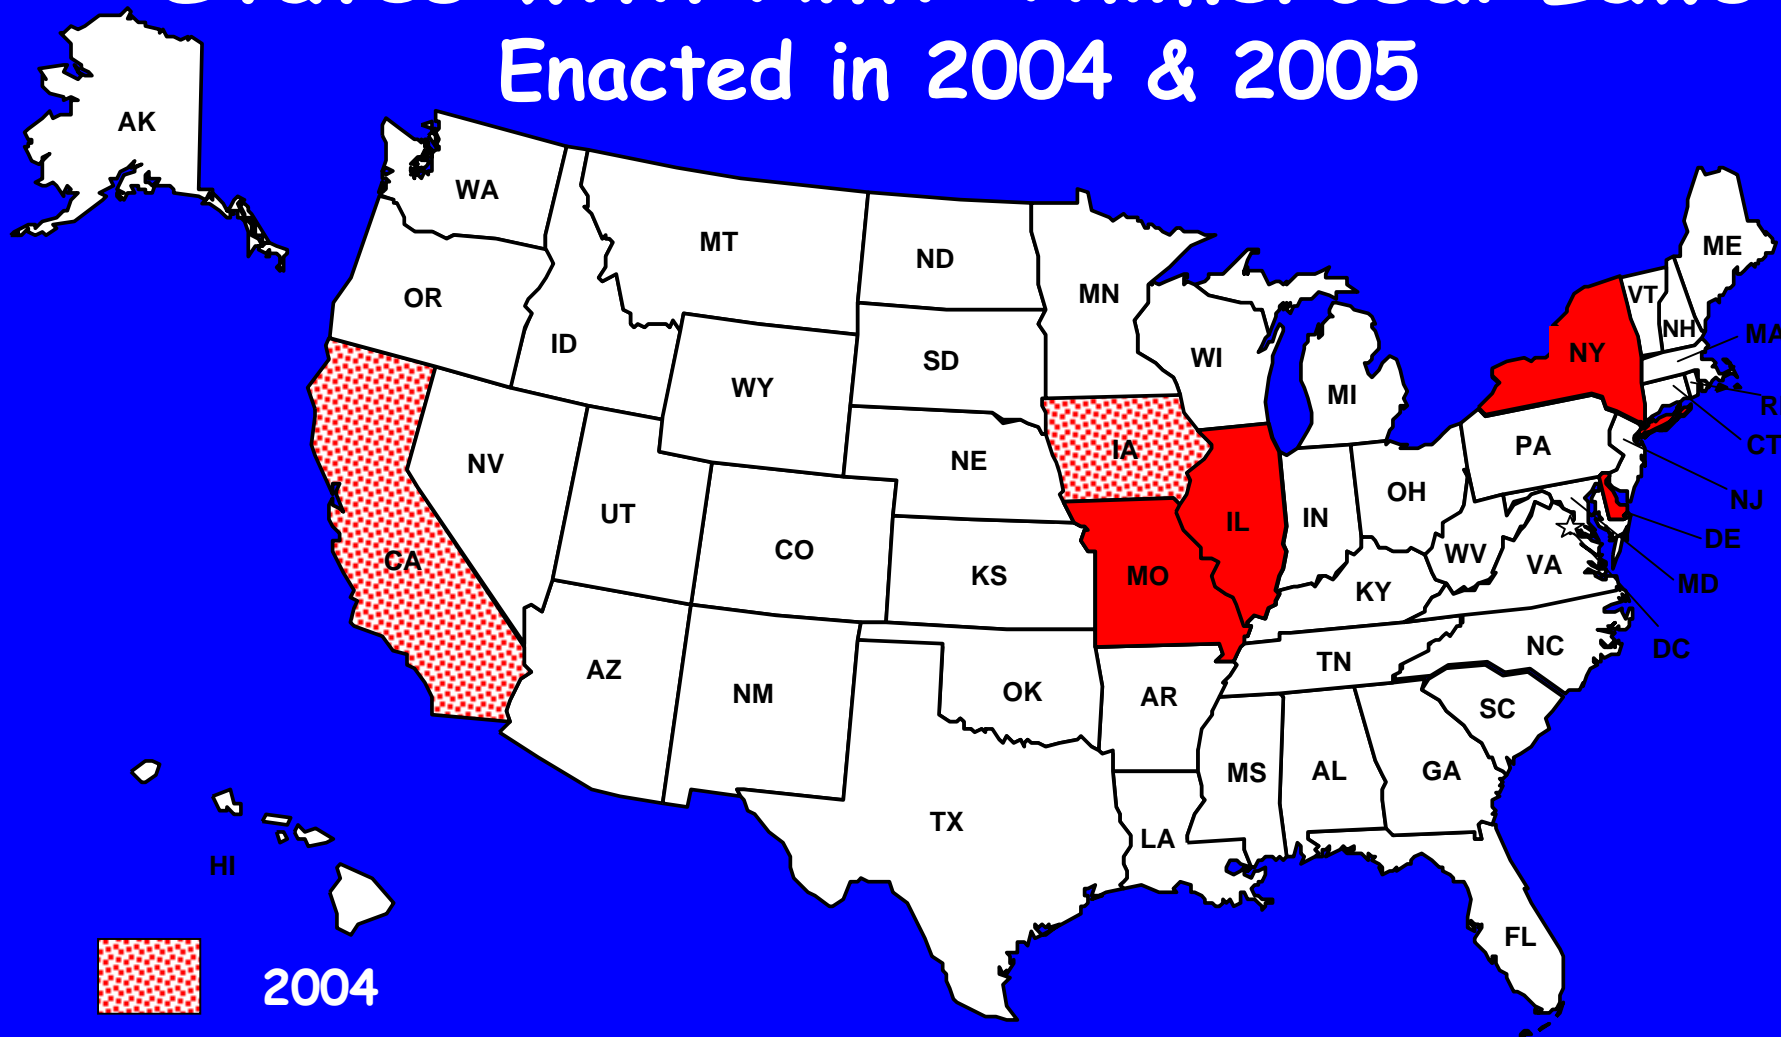 Enacted in 2004 & 2005
AK
WA
MT
ND
MN
ME
VT
NH
MA
OR
ID
SD
WI
MI
NY
WY
R
CT
NV
NE
IA
PA
NJ
UT
CO
KS
MO
IL
IN
OH
WV
VA
DE
MD
CA
KY
DC
AZ
NM
OK
AR
TN
NC
SC
MS
AL
GA
TX
LA
HI
FL
2004